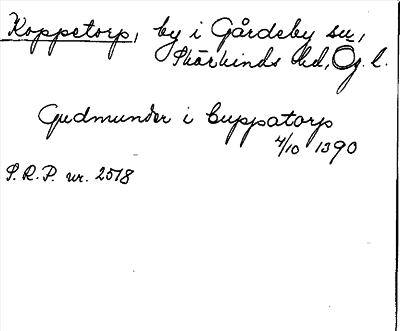 Koppetorp, by i Gårdeby sn,
Skärkinds hd, Ög. l.
Gudmunder i Cuppatorp
4/10 1390
S.R.P. nr. 2518